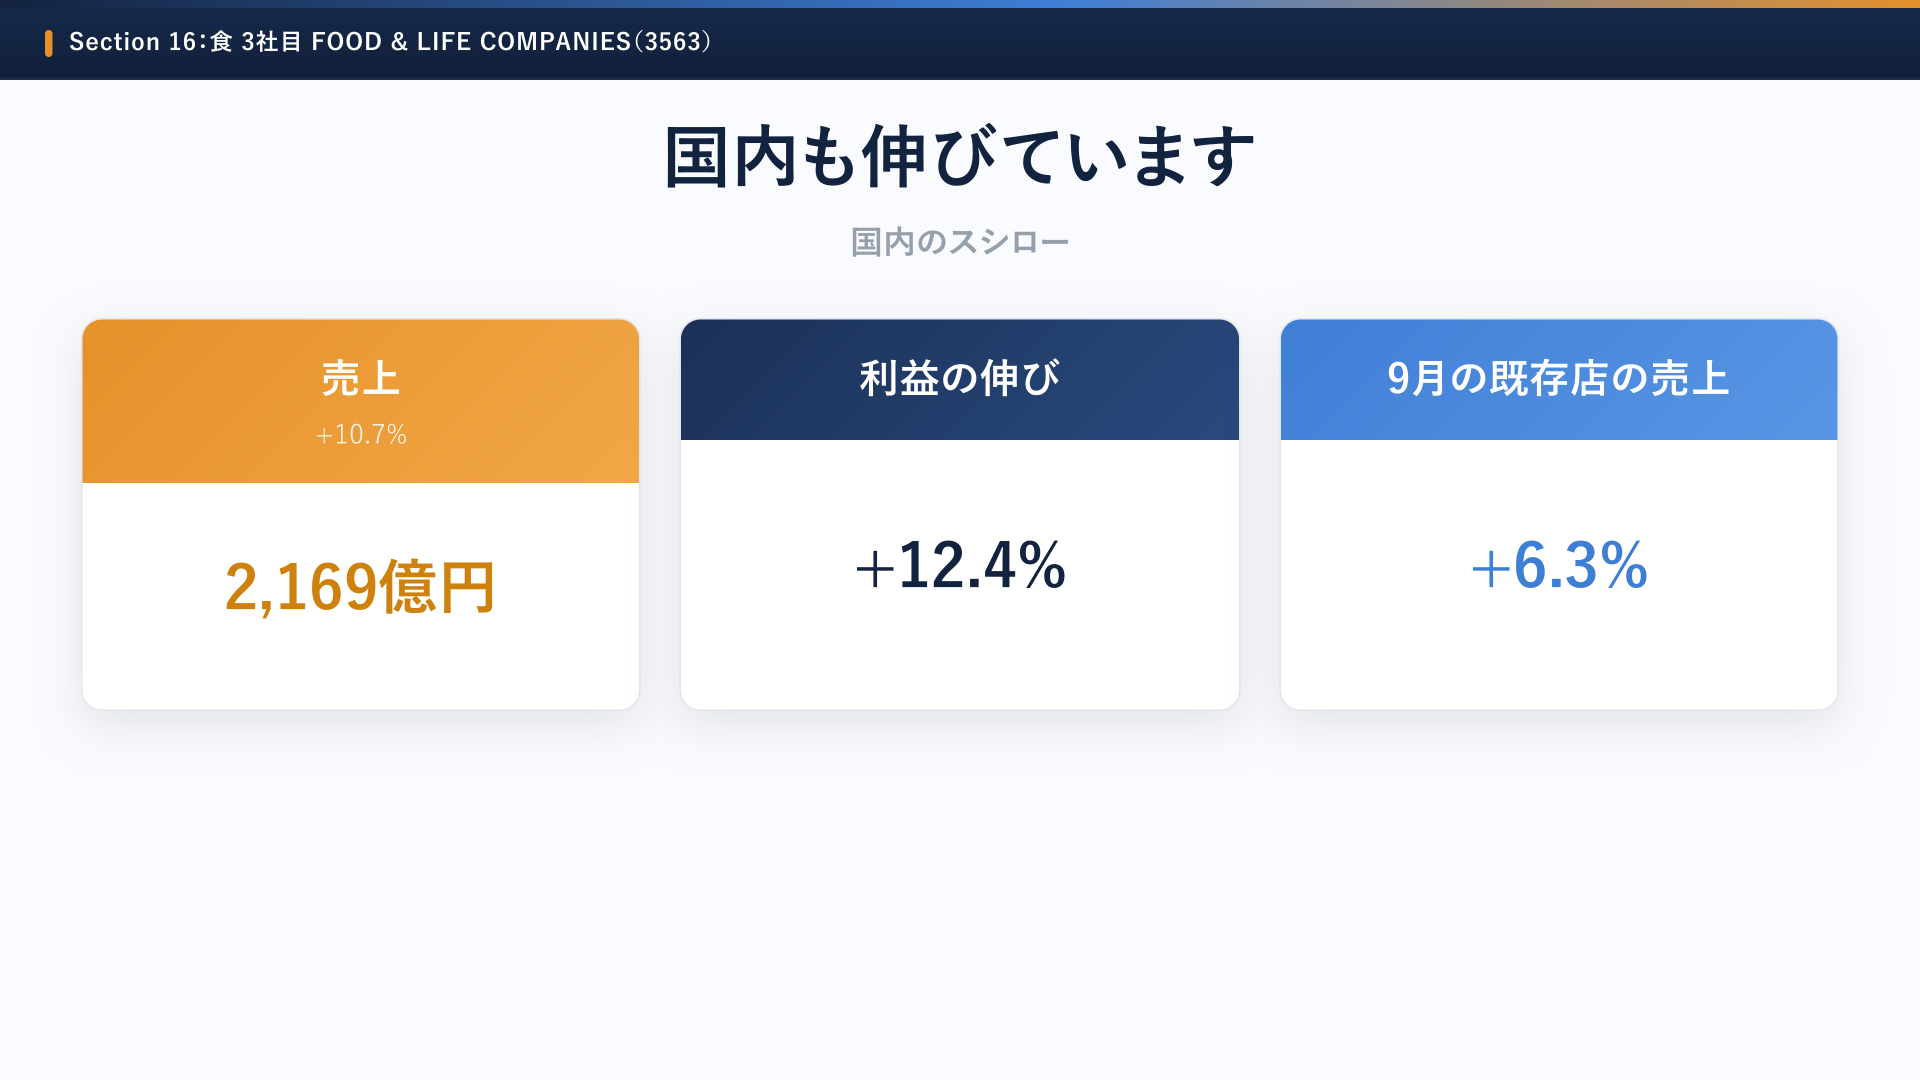 Section 16：食 3社目 FOOD & LIFE COMPANIES（3563）
国内も伸びています
国内のスシロー
売上
+10.7%
2,169億円
利益の伸び
+12.4%
9月の既存店の売上
+6.3%